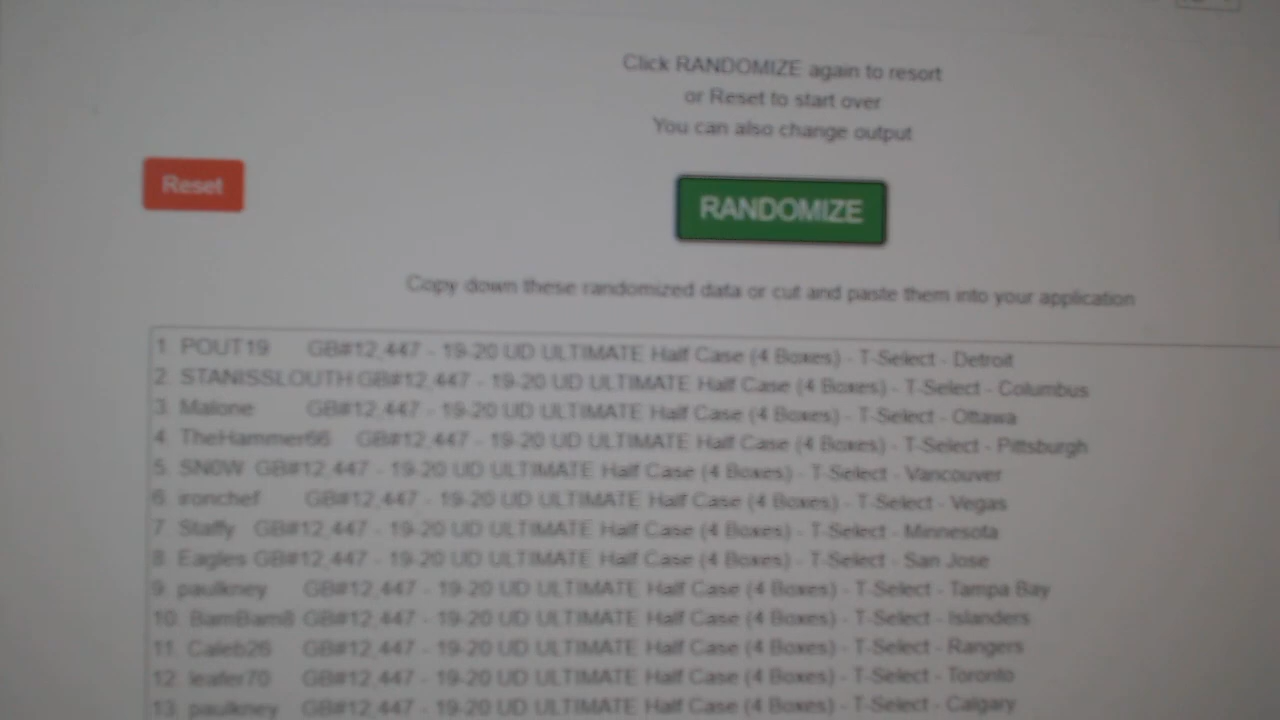 Click RANDOMIZE again to resort
or Reset to start over
You can also change output
Reset
RANDOMIZE
Copy down these randomized data or cut and paste them into your application
1. POUT19 GB#12,447 - 19-20 UD ULTIMATE Half Case (4 Boxes) - T-Select - Detroit
2. STANISSLOUTH GB#12,447 - 19-20 UD ULTIMATE Half Case (4 Boxes) - T-Select - Columbus
3. Malone GB#12,447 - 19-20 UD ULTIMATE Half Case (4 Boxes) - T-Select - Ottawa
4. TheHammer66 GB#12,447 - 19-20 UD ULTIMATE Half Case (4 Boxes) - T-Select - Pittsburgh
5. SN0W GB#12,447 - 19-20 UD ULTIMATE Half Case (4 Boxes) - T-Select - Vancouver
6. ironchef GB#12,447 - 19-20 UD ULTIMATE Half Case (4 Boxes) - T-Select - Vegas
7. Staffy GB#12,447 - 19-20 UD ULTIMATE Half Case (4 Boxes) - T-Select - Minnesota
8. Eagles GB#12,447 - 19-20 UD ULTIMATE Half Case (4 Boxes) - T-Select - San Jose
9. paulkney GB#12,447 - 19-20 UD ULTIMATE Half Case (4 Boxes) - T-Select - Tampa Bay
10. BamBam8 GB#12,447 - 19-20 UD ULTIMATE Half Case (4 Boxes) - T-Select - Islanders
11. Caleb26 GB#12,447 - 19-20 UD ULTIMATE Half Case (4 Boxes) - T-Select - Rangers
12. leafer70 GB#12,447 - 19-20 UD ULTIMATE Half Case (4 Boxes) - T-Select - Toronto
13. paulkney GB#12,447 - 19-20 UD ULTIMATE Half Case (4 Boxes) - T-Select - Calgary